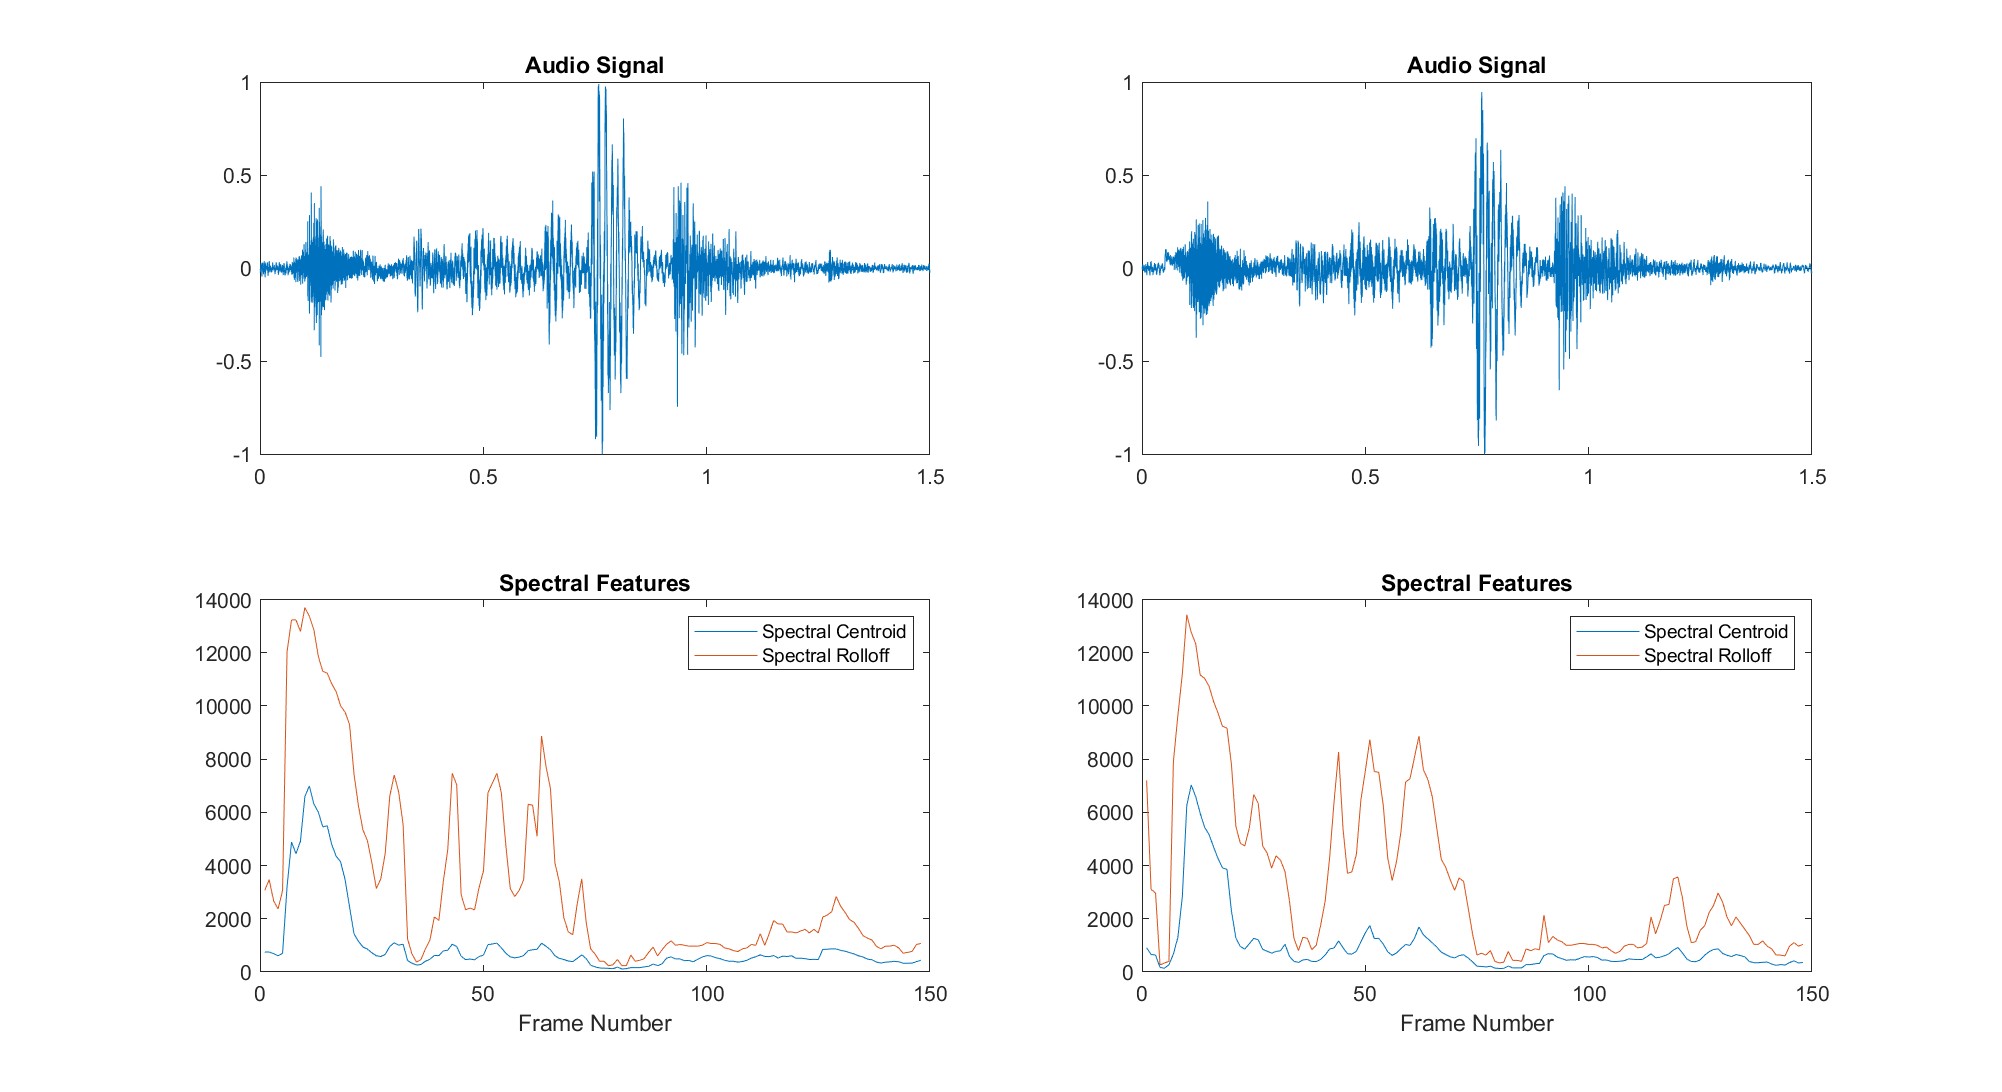 Audio Signal
1
0.5
0
-0.5
-1
0 0.5 1 1.5
Audio Signal
1
0.5
0
-0.5
-1
0 0.5 1 1.5
Spectral Features
14000
12000
10000
8000
6000
4000
2000
0
Spectral Centroid
Spectral Rolloff
0 50 100 150
Frame Number
Spectral Features
14000
12000
10000
8000
6000
4000
2000
0
Spectral Centroid
Spectral Rolloff
0 50 100 150
Frame Number